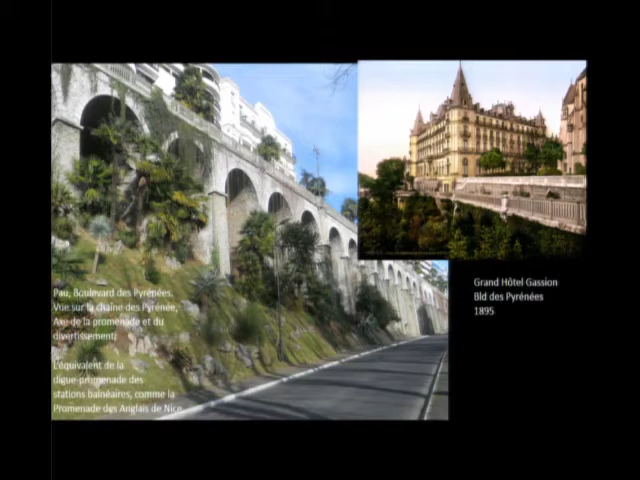 Pau, Boulevard des Pyrénées.
Vue sur la chaîne des Pyrénée,
Axe de la promenade et du
divertissement;
L'équivalent de la
digue-promenade des
stations balnéaires, comme la
Promenade des Anglais de Nice
Grand Hôtel Gassion
Bld des Pyrénées
1895